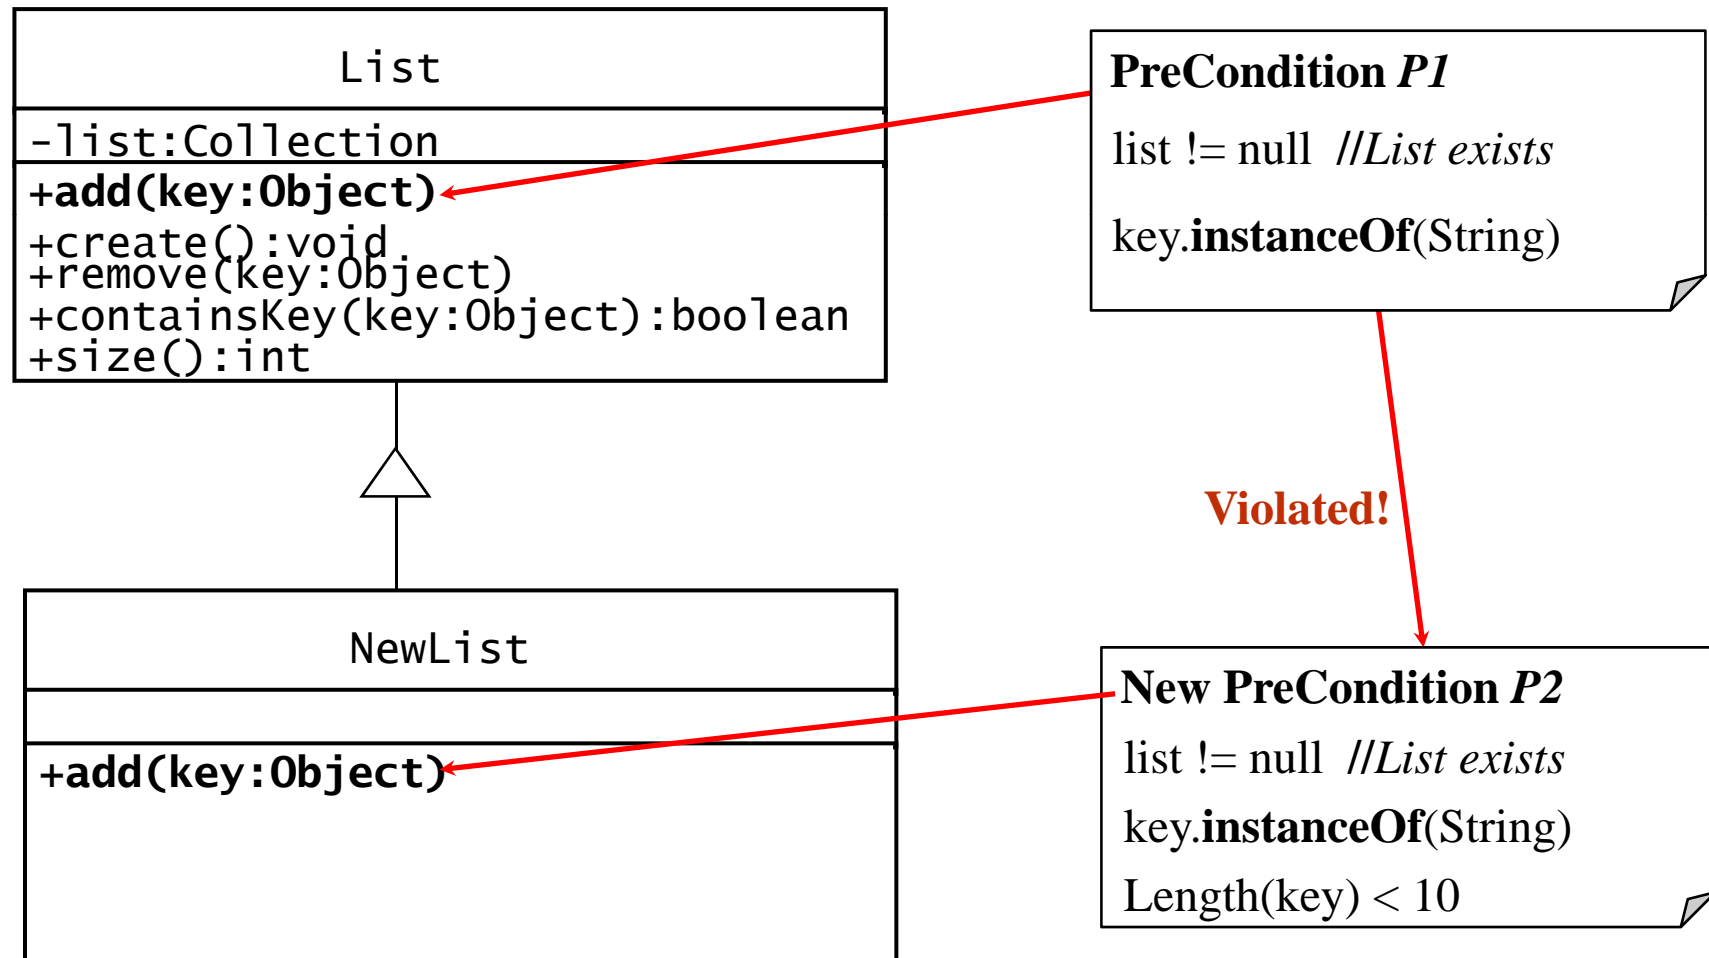 List
-list:Collection
+add(key:Object)
+create():void
+remove(key:Object)
+containsKey(key:Object):boolean
+size():int
PreCondition P1
list != null //List exists
key.instanceOf(String)
Violated!
NewList
+add(key:Object)
New PreCondition P2
list != null //List exists
key.instanceOf(String)
Length(key) < 10